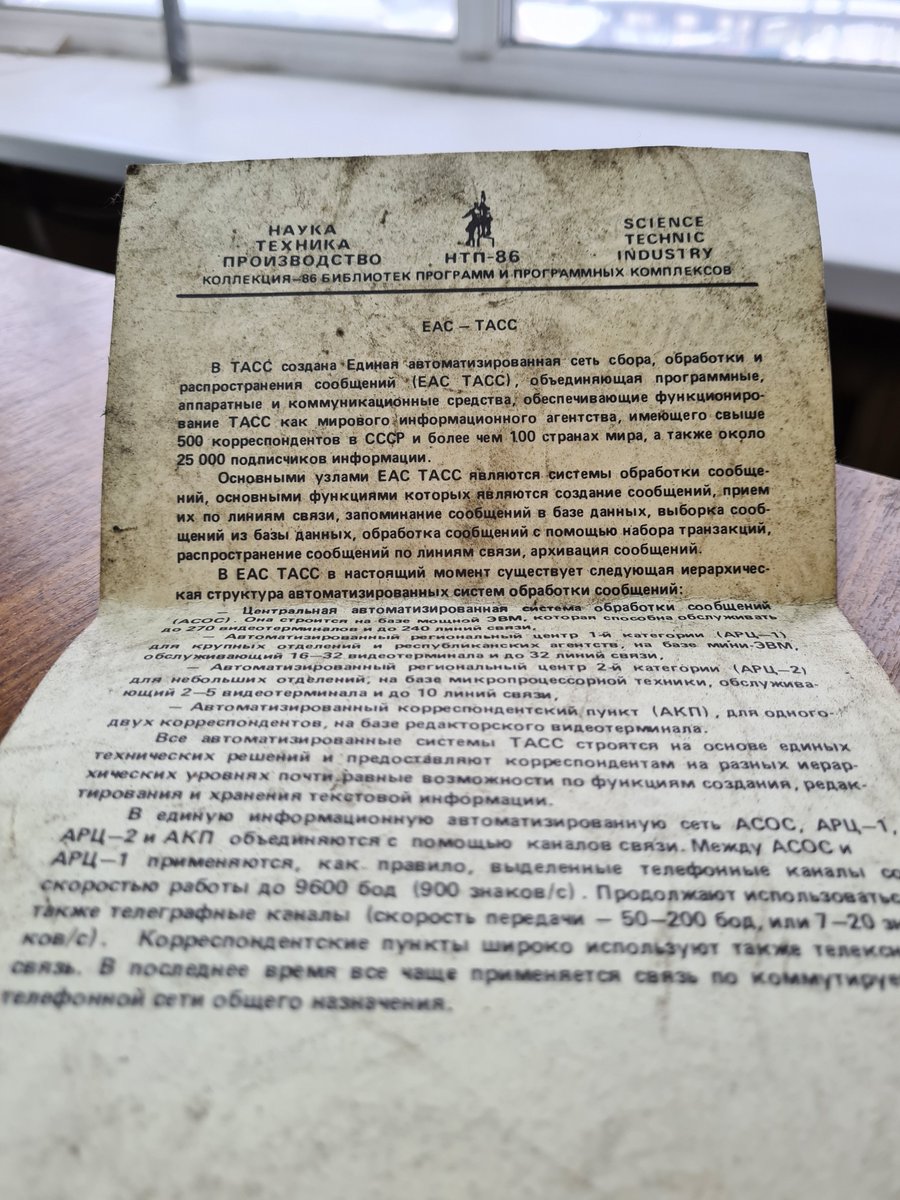 НАУКА
ТЕХНИКА
ПРОИЗВОДСТВО
НТП-86
SCIENCE
TECHNIC
INDUSTRY
КОЛЛЕКЦИЯ-86 БИБЛИОТЕК ПРОГРАММ И ПРОГРАММНЫХ КОМПЛЕКСОВ
ЕАС — ТАСС
В ТАСС создана Единая автоматизированная сеть сбора, обработки и
распространения сообщений (ЕАС ТАСС), объединяющая программные,
аппаратные и коммуникационные средства, обеспечивающие функциониро-
вание ТАСС как мирового информационного агентства, имеющего свыше
500 корреспондентов в СССР и более чем 100 странах мира, а также около
25 000 подписчиков информации.
Основными узлами ЕАС ТАСС являются системы обработки сообще-
ний, основными функциями которых являются создание сообщений, прием
их по линиям связи, запоминание сообщений в базе данных, выборка сооб-
щений из базы данных, обработка сообщений с помощью набора транзакций,
распространение сообщений по линиям связи, архивация сообщений.
В ЕАС ТАСС в настоящий момент существует следующая иерархичес-
кая структура автоматизированных систем обработки сообщений:
— Центральная автоматизированная система обработки сообщений
(АСОС). Она строится на базе мощной ЭВМ, которая способна обслуживать
до 270 видеотерминалов и до 240 линий связи,
— Автоматизированный региональный центр 1-й категории (АРЦ—1)
для крупных отделений и республиканских агентств, на базе мини-ЭВМ,
обслуживающий 16—32 видеотерминала и до 32 линий связи,
— Автоматизированный региональный центр 2-й категории (АРЦ—2)
для небольших отделений, на базе микропроцессорной техники, обслужива-
ющий 2—5 видеотерминала и до 10 линий связи,
— Автоматизированный корреспондентский пункт (АКП), для одного-
двух корреспондентов, на базе редакторского видеотерминала.
Все автоматизированные системы ТАСС строятся на основе единых
технических решений и предоставляют корреспондентам на разных иерар-
хических уровнях почти равные возможности по функциям создания, редак-
тирования и хранения текстовой информации.
В единую информационную автоматизированную сеть АСОС, АРЦ—1,
АРЦ—2 и АКП объединяются с помощью каналов связи. Между АСОС и
АРЦ—1 применяются, как правило, выделенные телефонные каналы со
скоростью работы до 9600 бод (900 знаков/с). Продолжают использоватьс
также телеграфные каналы (скорость передачи — 50—200 бод, или 7—20 зн
ков/с). Корреспондентские пункты широко используют также телексн
связь. В последнее время все чаще применяется связь по коммутируе
телефонной сети общего назначения.